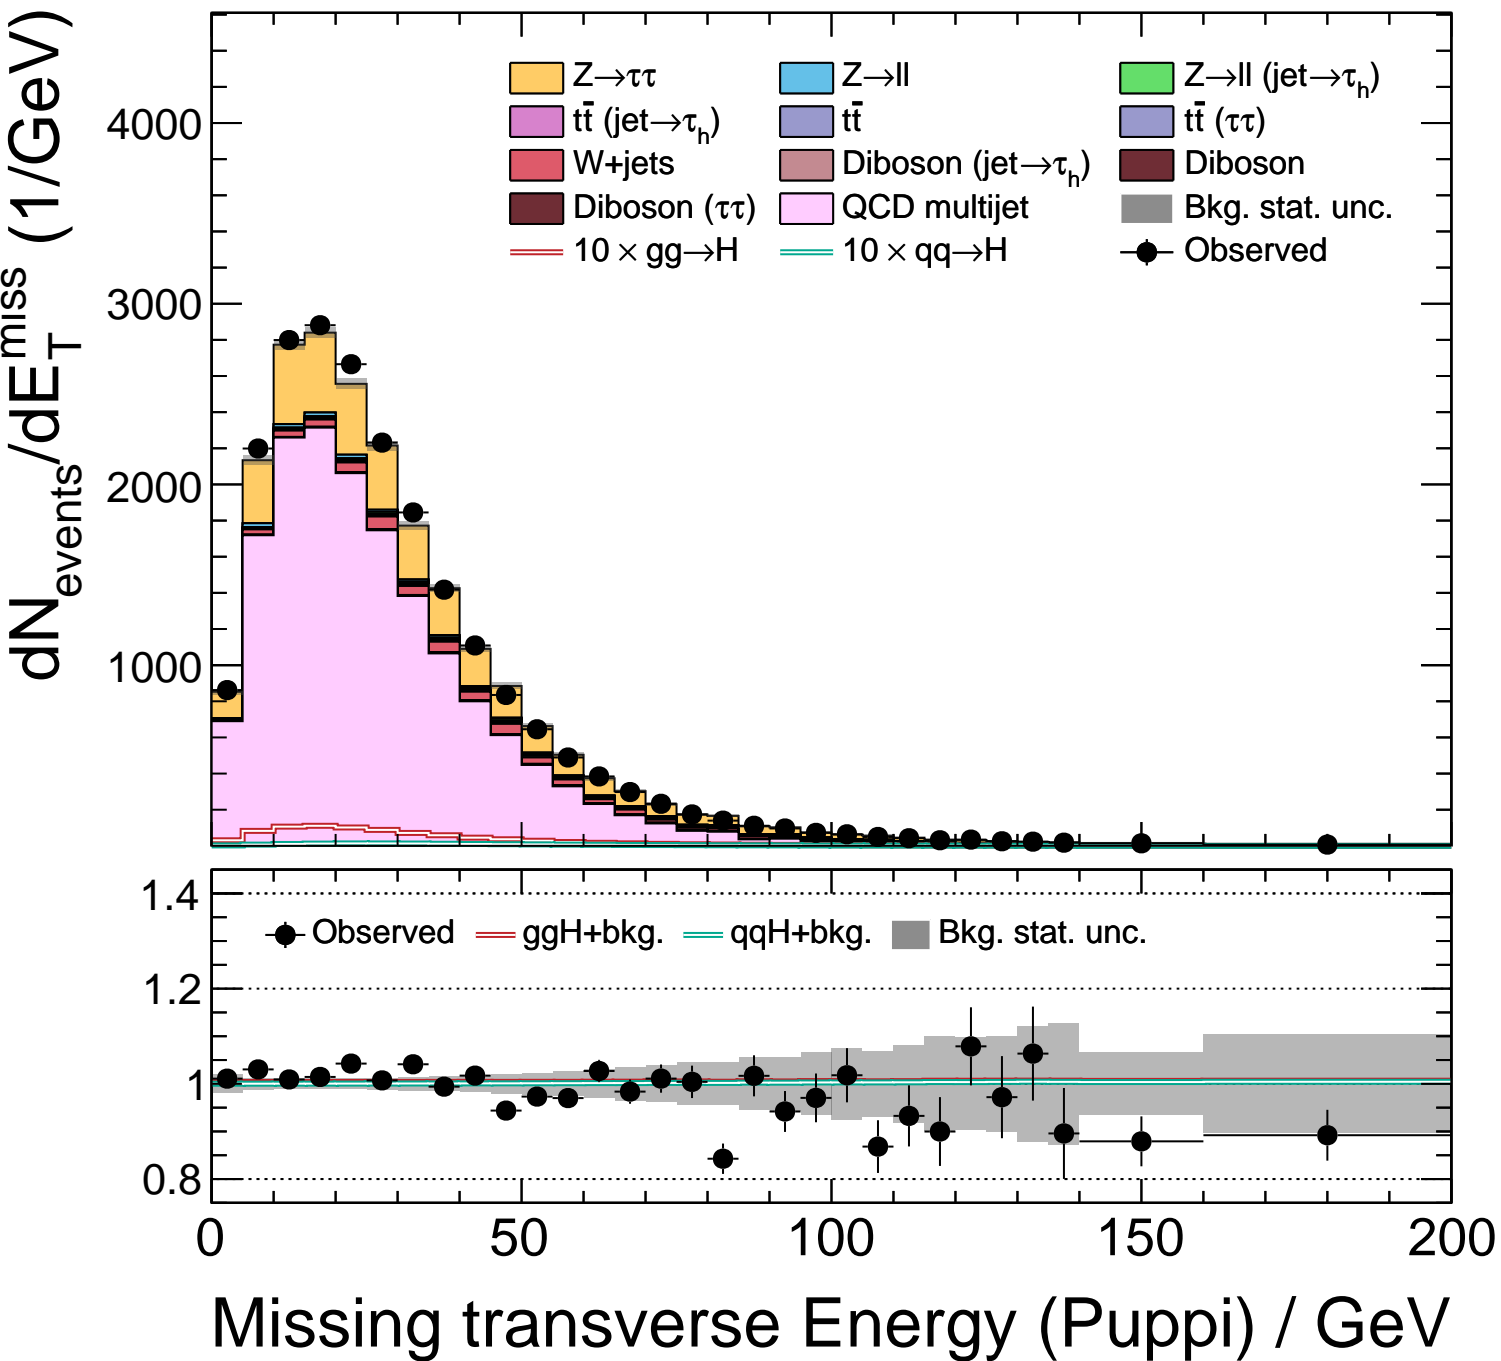 dN_events/dE_T^miss (1/GeV)
4000
3000
2000
1000
Z→ττ Z→ll Z→ll (jet→τ_h)
tt̄ (jet→τ_h) tt̄ tt̄ (ττ)
W+jets Diboson (jet→τ_h) Diboson
Diboson (ττ) QCD multijet Bkg. stat. unc.
10 × gg→H 10 × qq→H Observed
1.4
1.2
1
0.8
Observed ggH+bkg. qqH+bkg. Bkg. stat. unc.
0 50 100 150 200
Missing transverse Energy (Puppi) / GeV